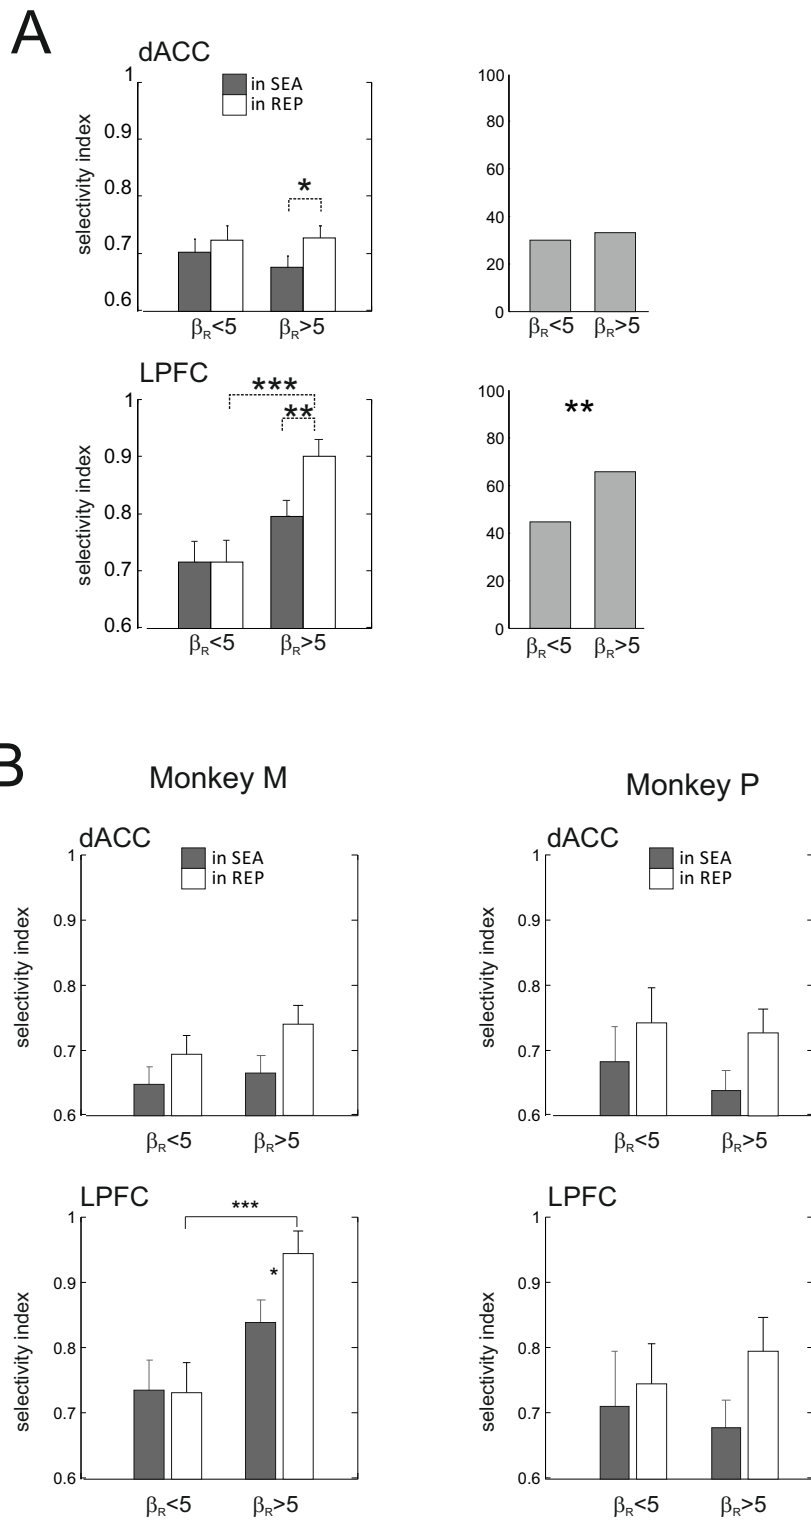 A
dACC
in SEA
in REP
selectivity index
1
0.9
0.8
0.7
0.6
*
βR<5 βR>5
100
80
60
40
20
0
βR<5 βR>5
LPFC
selectivity index
1
0.9
0.8
0.7
0.6
***
**
βR<5 βR>5
100
80
60
40
20
0
**
βR<5 βR>5
B
Monkey M
dACC
in SEA
in REP
selectivity index
1
0.9
0.8
0.7
0.6
βR<5 βR>5
Monkey P
dACC
in SEA
in REP
selectivity index
1
0.9
0.8
0.7
0.6
βR<5 βR>5
LPFC
selectivity index
1
0.9
0.8
0.7
0.6
***
*
βR<5 βR>5
LPFC
selectivity index
1
0.9
0.8
0.7
0.6
βR<5 βR>5